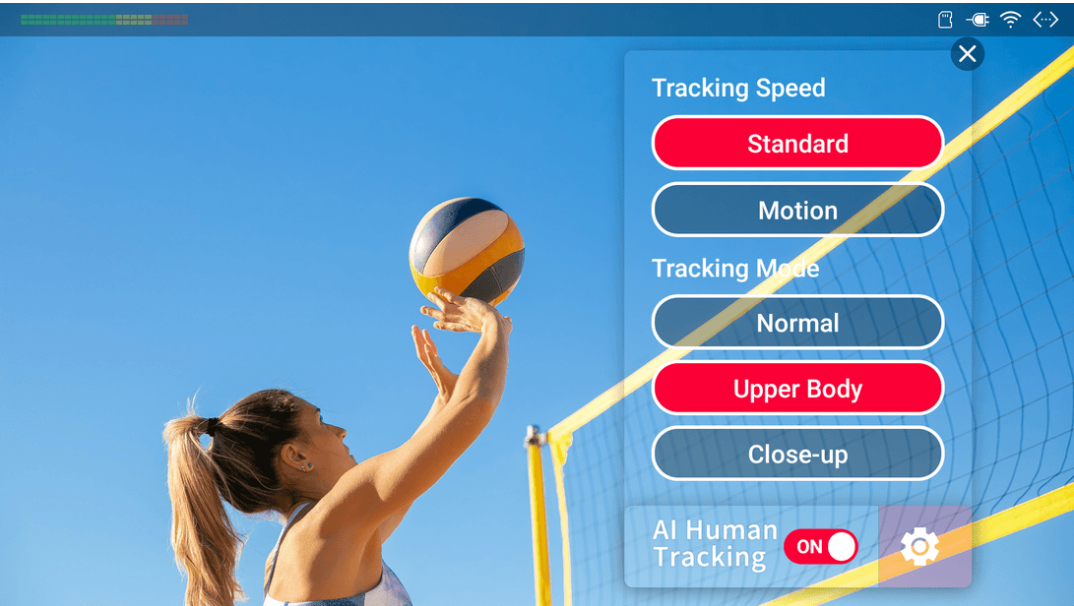 Tracking Speed
Standard
Motion
Tracking Mode
Normal
Upper Body
Close-up
AI Human
Tracking
ON